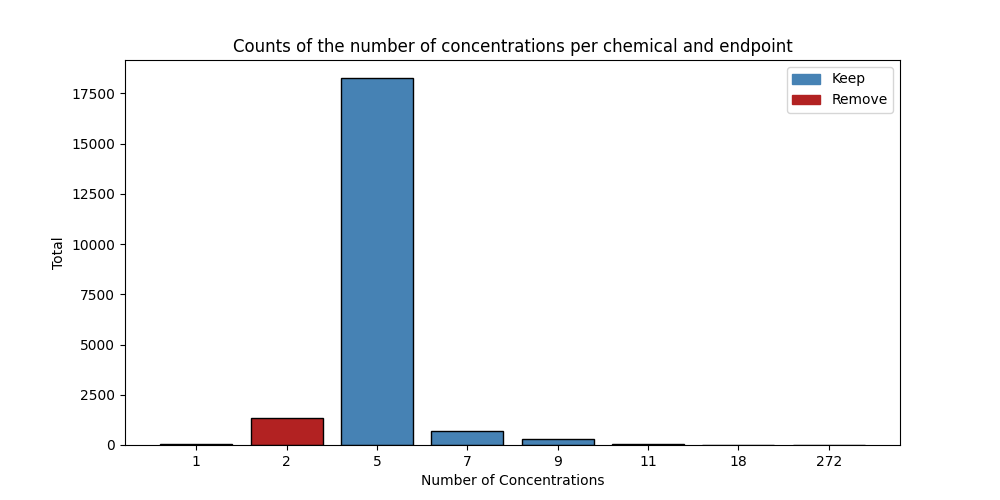 Counts of the number of concentrations per chemical and endpoint
Keep
Remove
17500
15000
12500
10000
7500
5000
2500
0
Total
1 2 5 7 9 11 18 272
Number of Concentrations